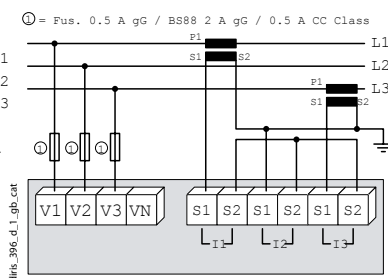 ① = Fus. 0.5 A gG / BS88 2 A gG / 0.5 A CC Class
P1
L1
1
S1 S2
L2
2
P1
L3
3
S1 S2
① ① ①
V1 V2 V3 VN S1 S2 S1 S2 S1 S2
I1 I2 I3
diris_396_d_1_gb_cat